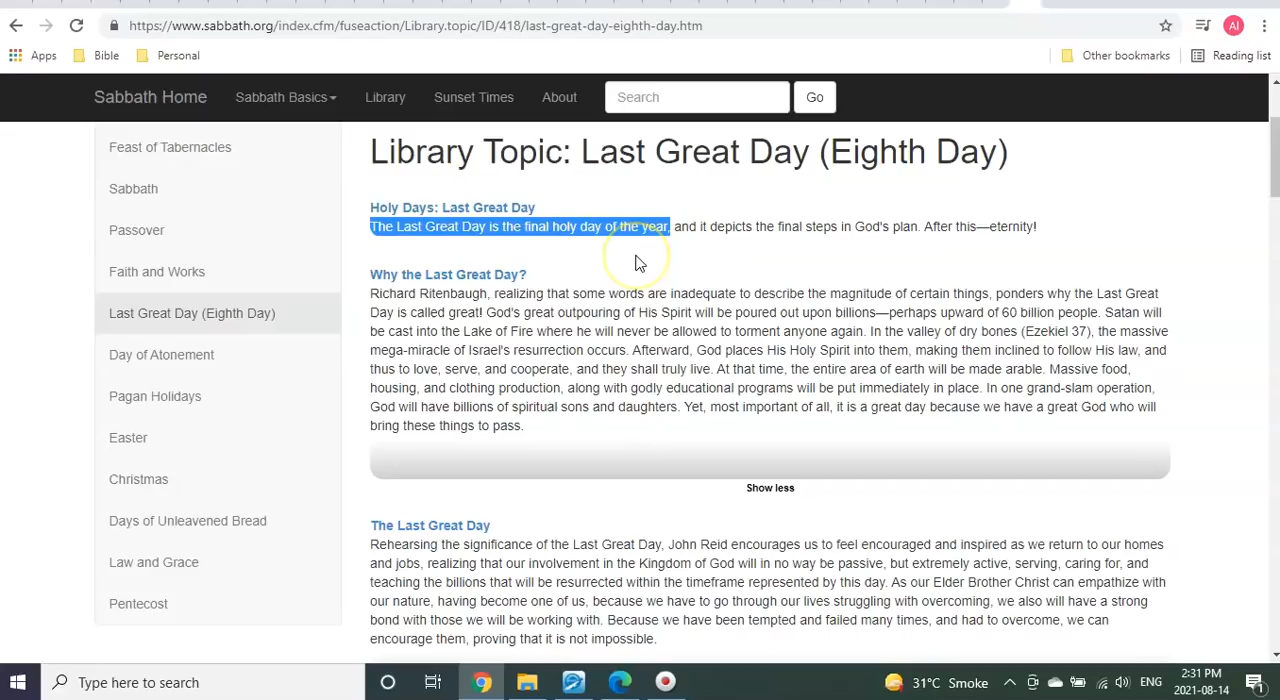 https://www.sabbath.org/index.cfm/fuseaction/Library.topic/ID/418/last-great-day-eighth-day.htm
AI
Apps Bible Personal Other bookmarks Reading list
Sabbath Home Sabbath Basics Library Sunset Times About Search Go
Feast of Tabernacles
Sabbath
Passover
Faith and Works
Last Great Day (Eighth Day)
Day of Atonement
Pagan Holidays
Easter
Christmas
Days of Unleavened Bread
Law and Grace
Pentecost
Library Topic: Last Great Day (Eighth Day)
Holy Days: Last Great Day
The Last Great Day is the final holy day of the year, and it depicts the final steps in God's plan. After this—eternity!
Why the Last Great Day?
Richard Ritenbaugh, realizing that some words are inadequate to describe the magnitude of certain things, ponders why the Last Great
Day is called great! God's great outpouring of His Spirit will be poured out upon billions—perhaps upward of 60 billion people. Satan will
be cast into the Lake of Fire where he will never be allowed to torment anyone again. In the valley of dry bones (Ezekiel 37), the massive
mega-miracle of Israel's resurrection occurs. Afterward, God places His Holy Spirit into them, making them inclined to follow His law, and
thus to love, serve, and cooperate, and they shall truly live. At that time, the entire area of earth will be made arable. Massive food,
housing, and clothing production, along with godly educational programs will be put immediately in place. In one grand-slam operation,
God will have billions of spiritual sons and daughters. Yet, most important of all, it is a great day because we have a great God who will
bring these things to pass.
Show less
The Last Great Day
Rehearsing the significance of the Last Great Day, John Reid encourages us to feel encouraged and inspired as we return to our homes
and jobs, realizing that our involvement in the Kingdom of God will in no way be passive, but extremely active, serving, caring for, and
teaching the billions that will be resurrected within the timeframe represented by this day. As our Elder Brother Christ can empathize with
our nature, having become one of us, because we have to go through our lives struggling with overcoming, we also will have a strong
bond with those we will be working with. Because we have been tempted and failed many times, and had to overcome, we can
encourage them, proving that it is not impossible.
Type here to search
31°C Smoke
ENG
2:31 PM
2021-08-14
1